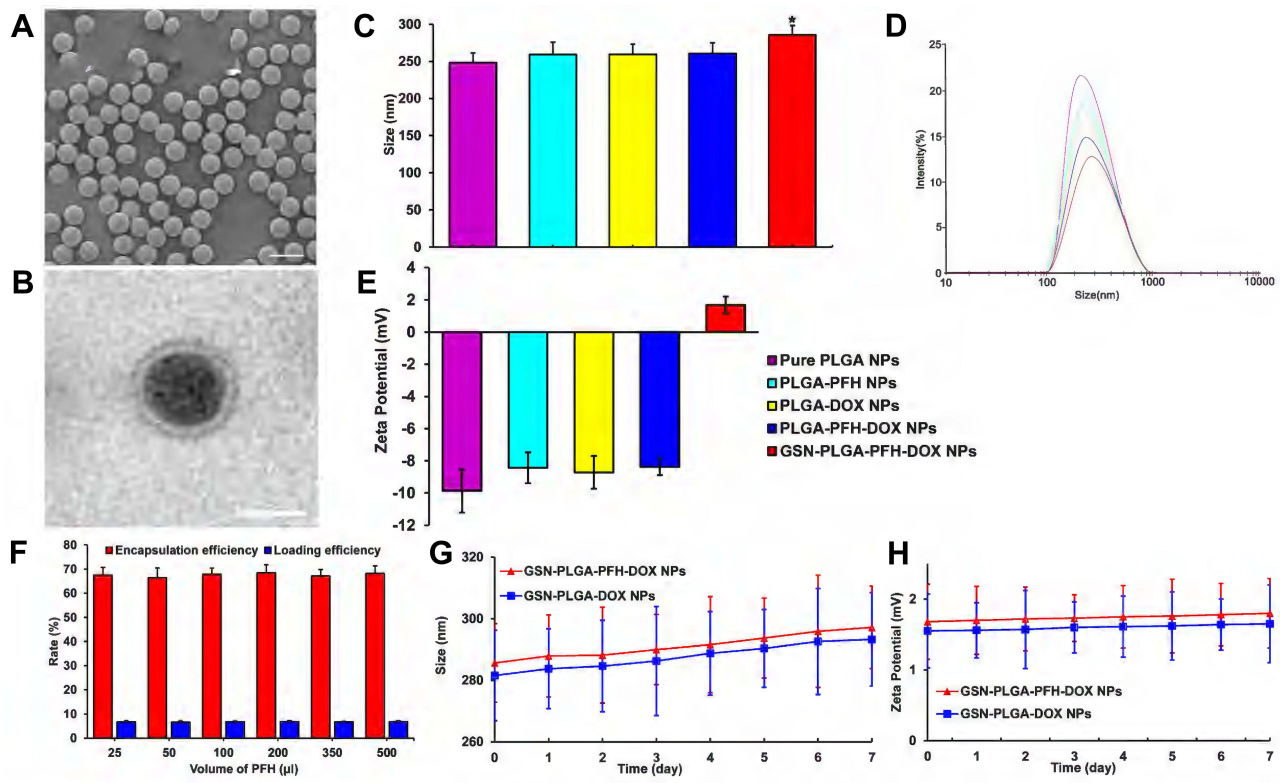 A
B
C
300
250
200
150
100
50
0
Size (nm)
*
D
25
20
15
10
5
0
Intensity(%)
10
100
1000
10000
Size(nm)
E
4
2
0
-2
-4
-6
-8
-10
-12
Zeta Potential (mV)
Pure PLGA NPs
PLGA-PFH NPs
PLGA-DOX NPs
PLGA-PFH-DOX NPs
GSN-PLGA-PFH-DOX NPs
F
80
70
60
50
40
30
20
10
0
Rate (%)
Encapsulation efficiency
Loading efficiency
25
50
100
200
350
500
Volume of PFH (µl)
G
320
300
280
260
Size (nm)
GSN-PLGA-PFH-DOX NPs
GSN-PLGA-DOX NPs
0
1
2
3
4
5
6
7
Time (day)
H
2
1
0
Zeta Potential (mV)
GSN-PLGA-PFH-DOX NPs
GSN-PLGA-DOX NPs
0
1
2
3
4
5
6
7
Time (day)